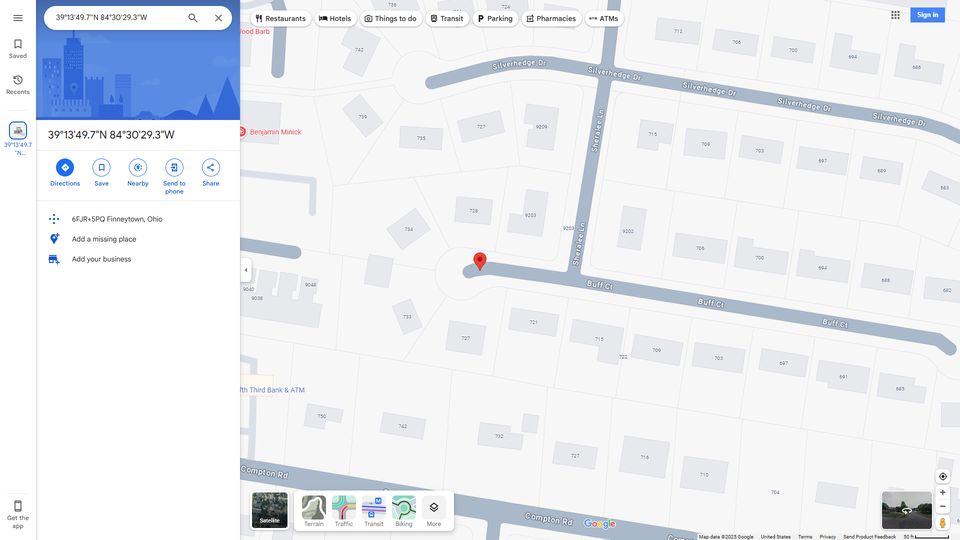 39°13'49.7"N 84°30'29.3"W
Restaurants
Hotels
Things to do
Transit
Parking
Pharmacies
ATMs
Sign in
Saved
Recents
39°13'49.7
"N...
Get the
app
39°13'49.7"N 84°30'29.3"W
Directions
Save
Nearby
Send to
phone
Share
6FJR+5PQ Finneytown, Ohio
Add a missing place
Add your business
ood Barb
742
712
706
700
694
686
Silverhedge Dr
Silverhedge Dr
Silverhedge Dr
Silverhedge Dr
739
735
727
9209
Sheralee Ln
715
709
703
697
689
683
Benjamin Minick
734
728
9203
9203
9202
Sheralee Ln
706
700
694
688
682
Buff Ct
Buff Ct
Buff Ct
9040
9038
9048
733
727
721
715
722
709
703
697
691
685
fth Third Bank & ATM
750
742
732
727
716
710
704
Compton Rd
Compton Rd
Satellite
Terrain
Traffic
Transit
Biking
More
Google
Map data ©2025 Google
United States
Terms
Privacy
Send Product Feedback
50 ft